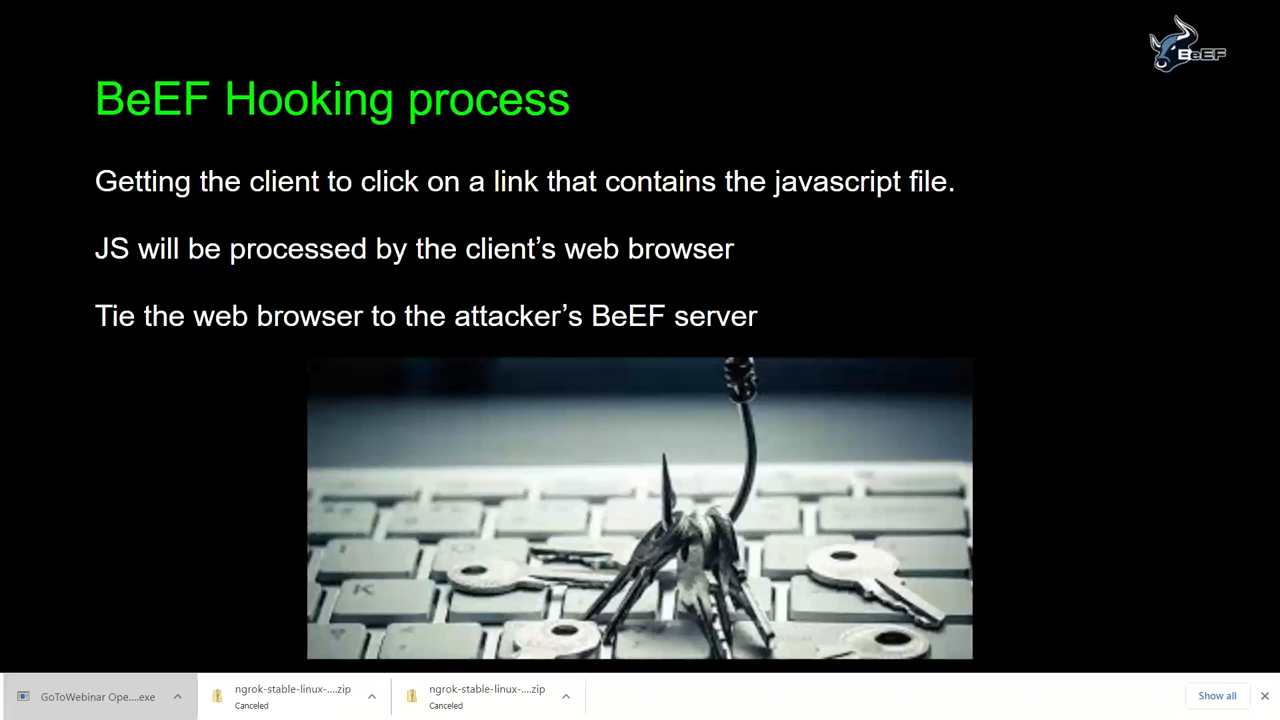 BeEF
BeEF Hooking process
Getting the client to click on a link that contains the javascript file.
JS will be processed by the client’s web browser
Tie the web browser to the attacker’s BeEF server
K
GoToWebinar Ope....exe
ngrok-stable-linux-....zip
Canceled
ngrok-stable-linux-....zip
Canceled
Show all